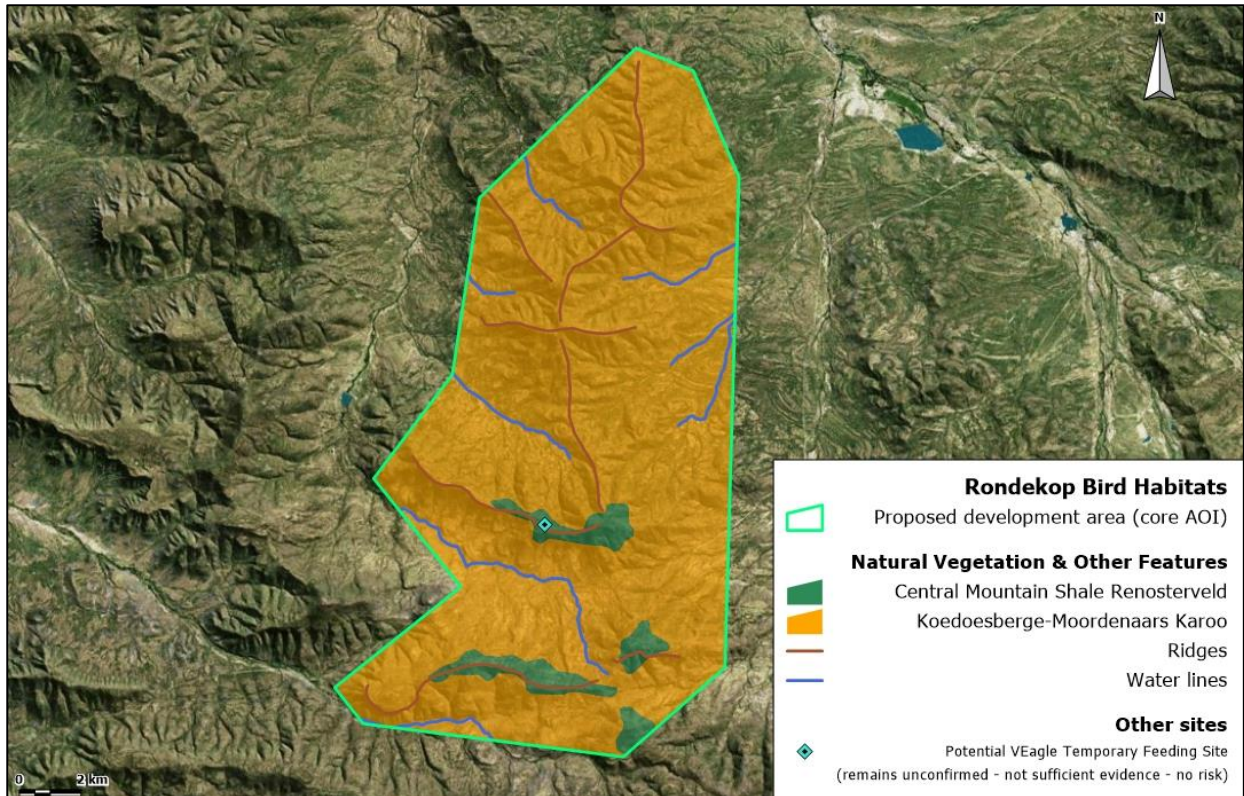 N
Rondekop Bird Habitats
Proposed development area (core AOI)
Natural Vegetation & Other Features
Central Mountain Shale Renosterveld
Koedoesberge-Moordenaars Karoo
Ridges
Water lines
Other sites
Potential VEagle Temporary Feeding Site
(remains unconfirmed - not sufficient evidence - no risk)
0 2 km